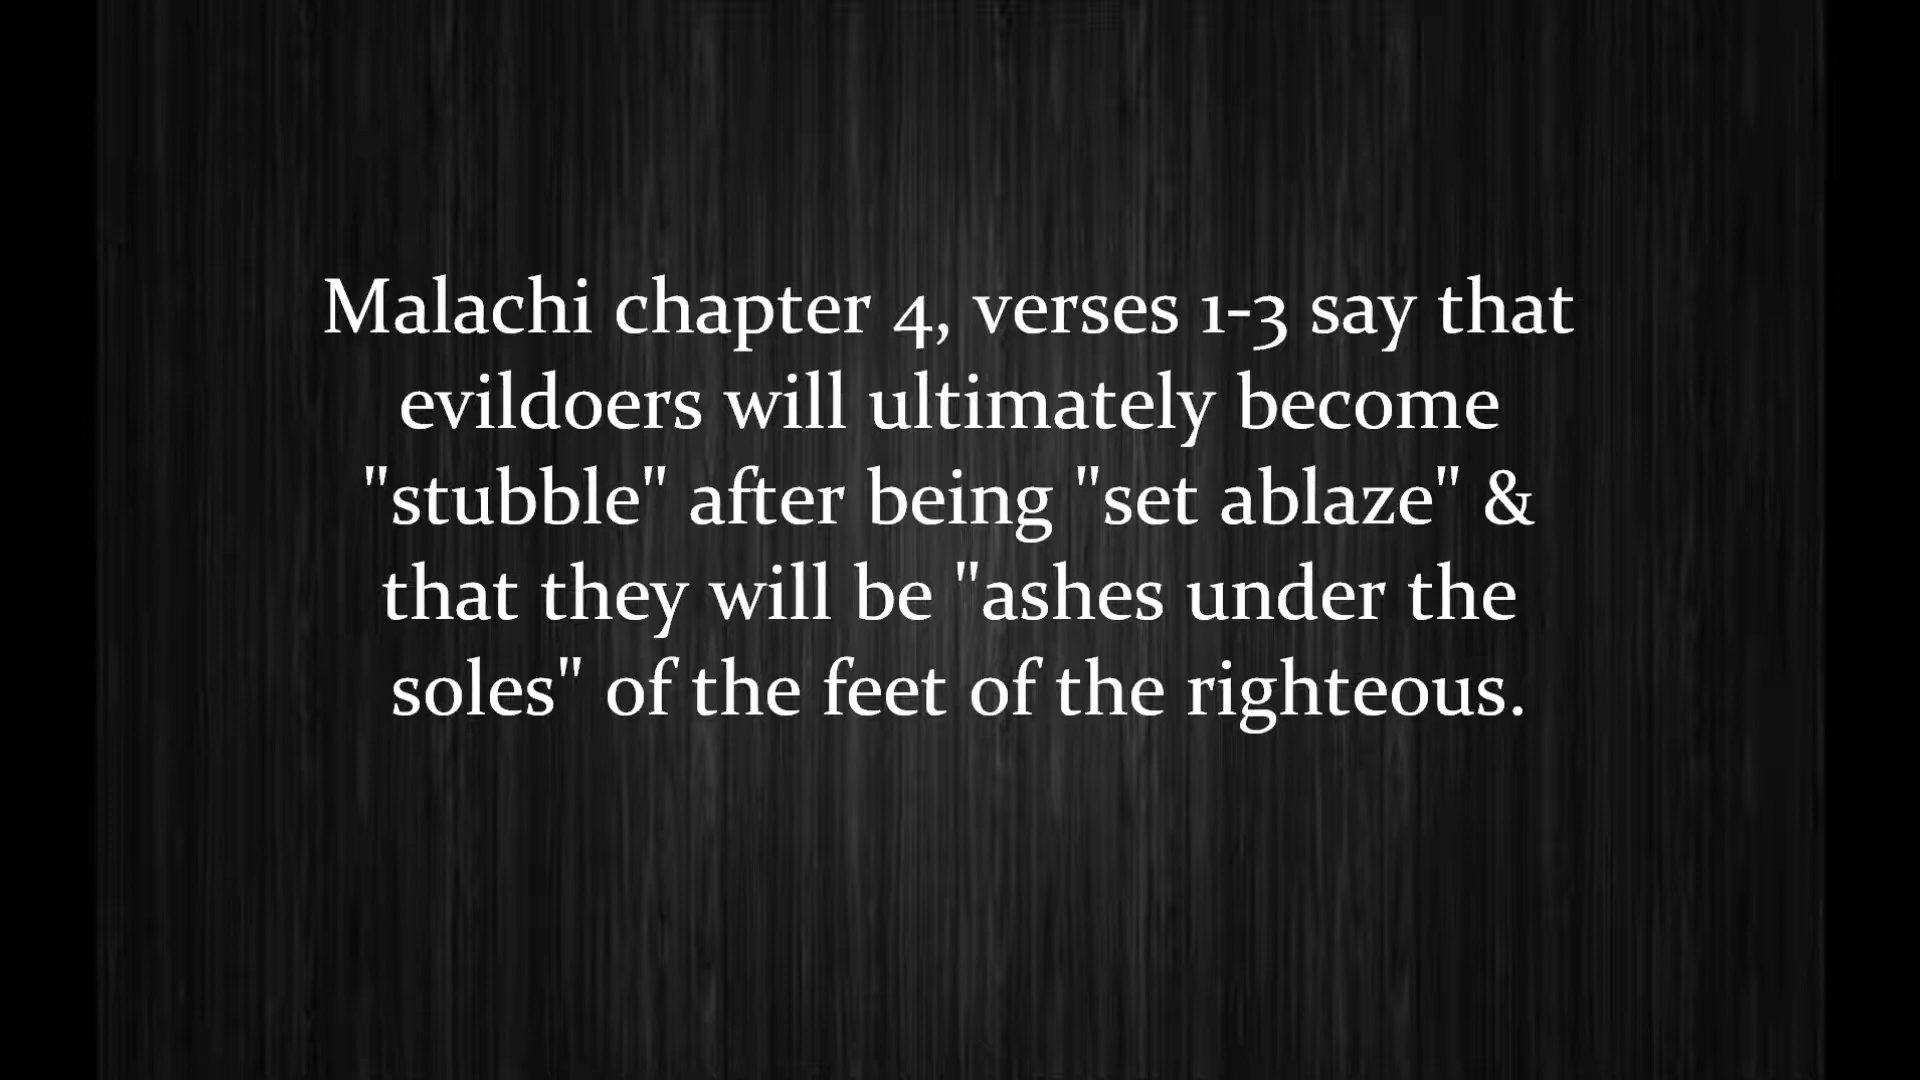 Malachi chapter 4, verses 1-3 say that
evildoers will ultimately become
"stubble" after being "set ablaze" &
that they will be "ashes under the
soles" of the feet of the righteous.